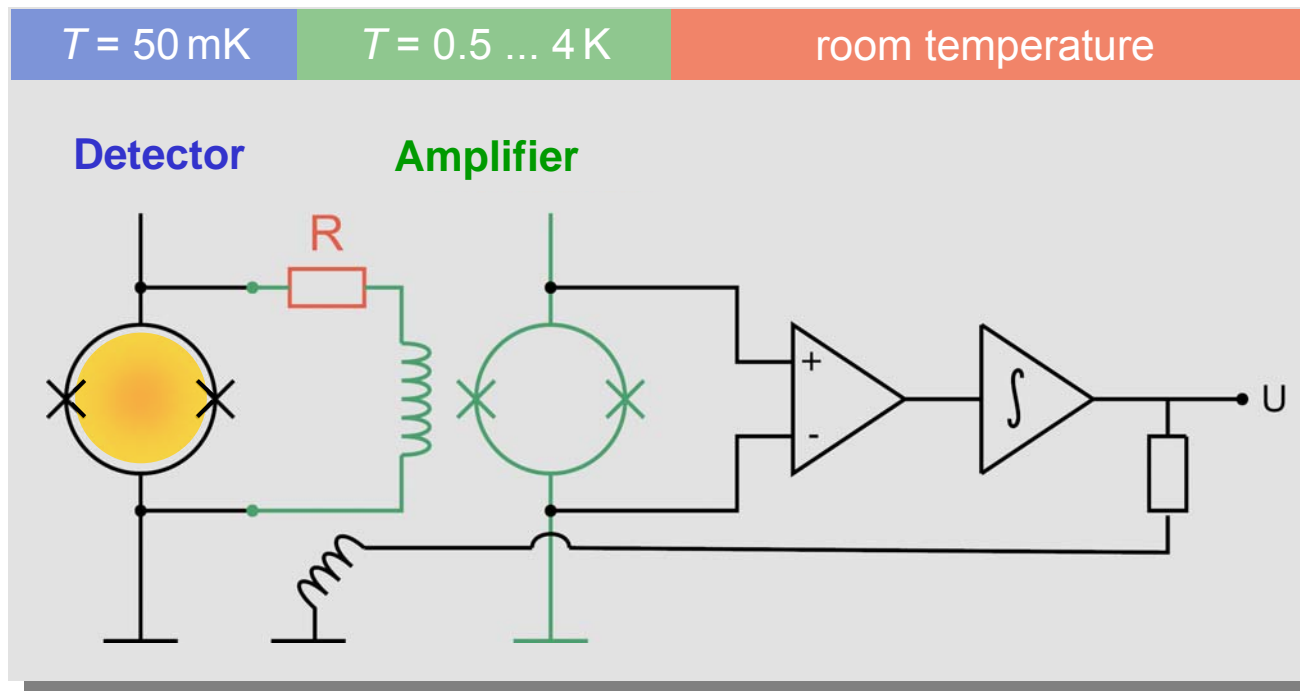 T = 50 mK
T = 0.5 ... 4 K
room temperature
Detector
Amplifier
R
+
-
∫
U